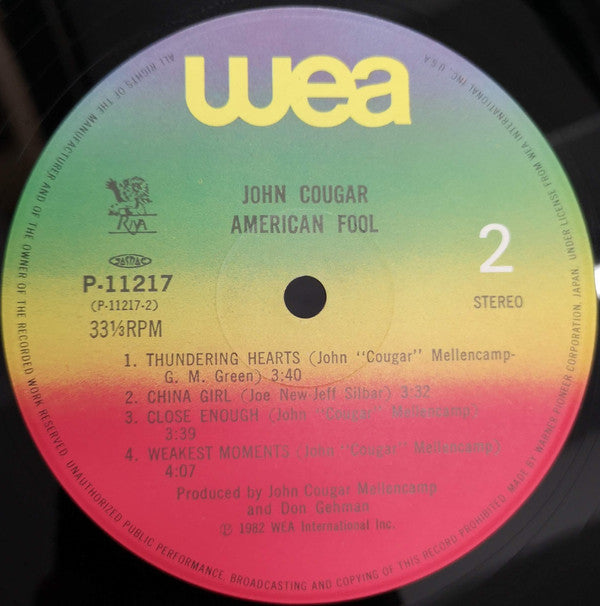 wea
JOHN COUGAR
AMERICAN FOOL
RIVA
JASRAC
P-11217
(P-11217-2)
33⅓RPM
2
STEREO
1. THUNDERING HEARTS (John "Cougar" Mellencamp-
G. M. Green) 3:40
2. CHINA GIRL (Joe New Jeff Silbar) 3:32
3. CLOSE ENOUGH (John "Cougar" Mellencamp)
3:39
4. WEAKEST MOMENTS (John "Cougar" Mellencamp)
4:07
Produced by John Cougar Mellencamp
and Don Gehman
Ⓟ 1982 WEA International Inc.
ALL RIGHTS OF THE MANUFACTURER AND OF THE OWNER OF THE RECORDED WORK RESERVED. UNAUTHORIZED PUBLIC PERFORMANCE, BROADCASTING AND COPYING OF THIS RECORD PROHIBITED. MADE BY WARNER PIONEER CORPORATION, JAPAN, UNDER LICENSE FROM WEA INTERNATIONAL INC. U.S.A.